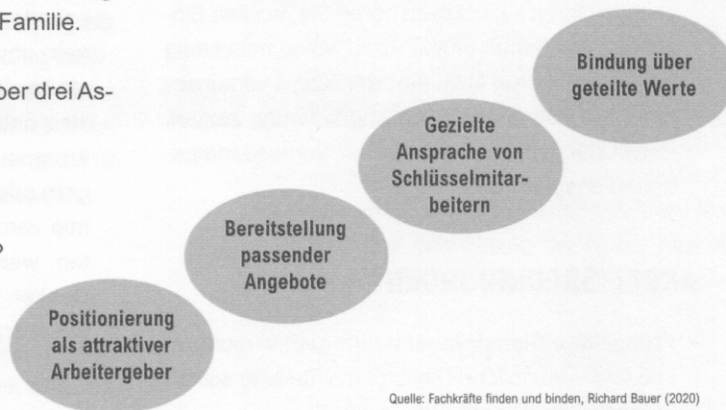 Familie.
ber drei As-
?
Bindung über
geteilte Werte
Gezielte
Ansprache von
Schlüsselmitar-
beitern
Bereitstellung
passender
Angebote
Positionierung
als attraktiver
Arbeitgeber
Quelle: Fachkräfte finden und binden, Richard Bauer (2020)